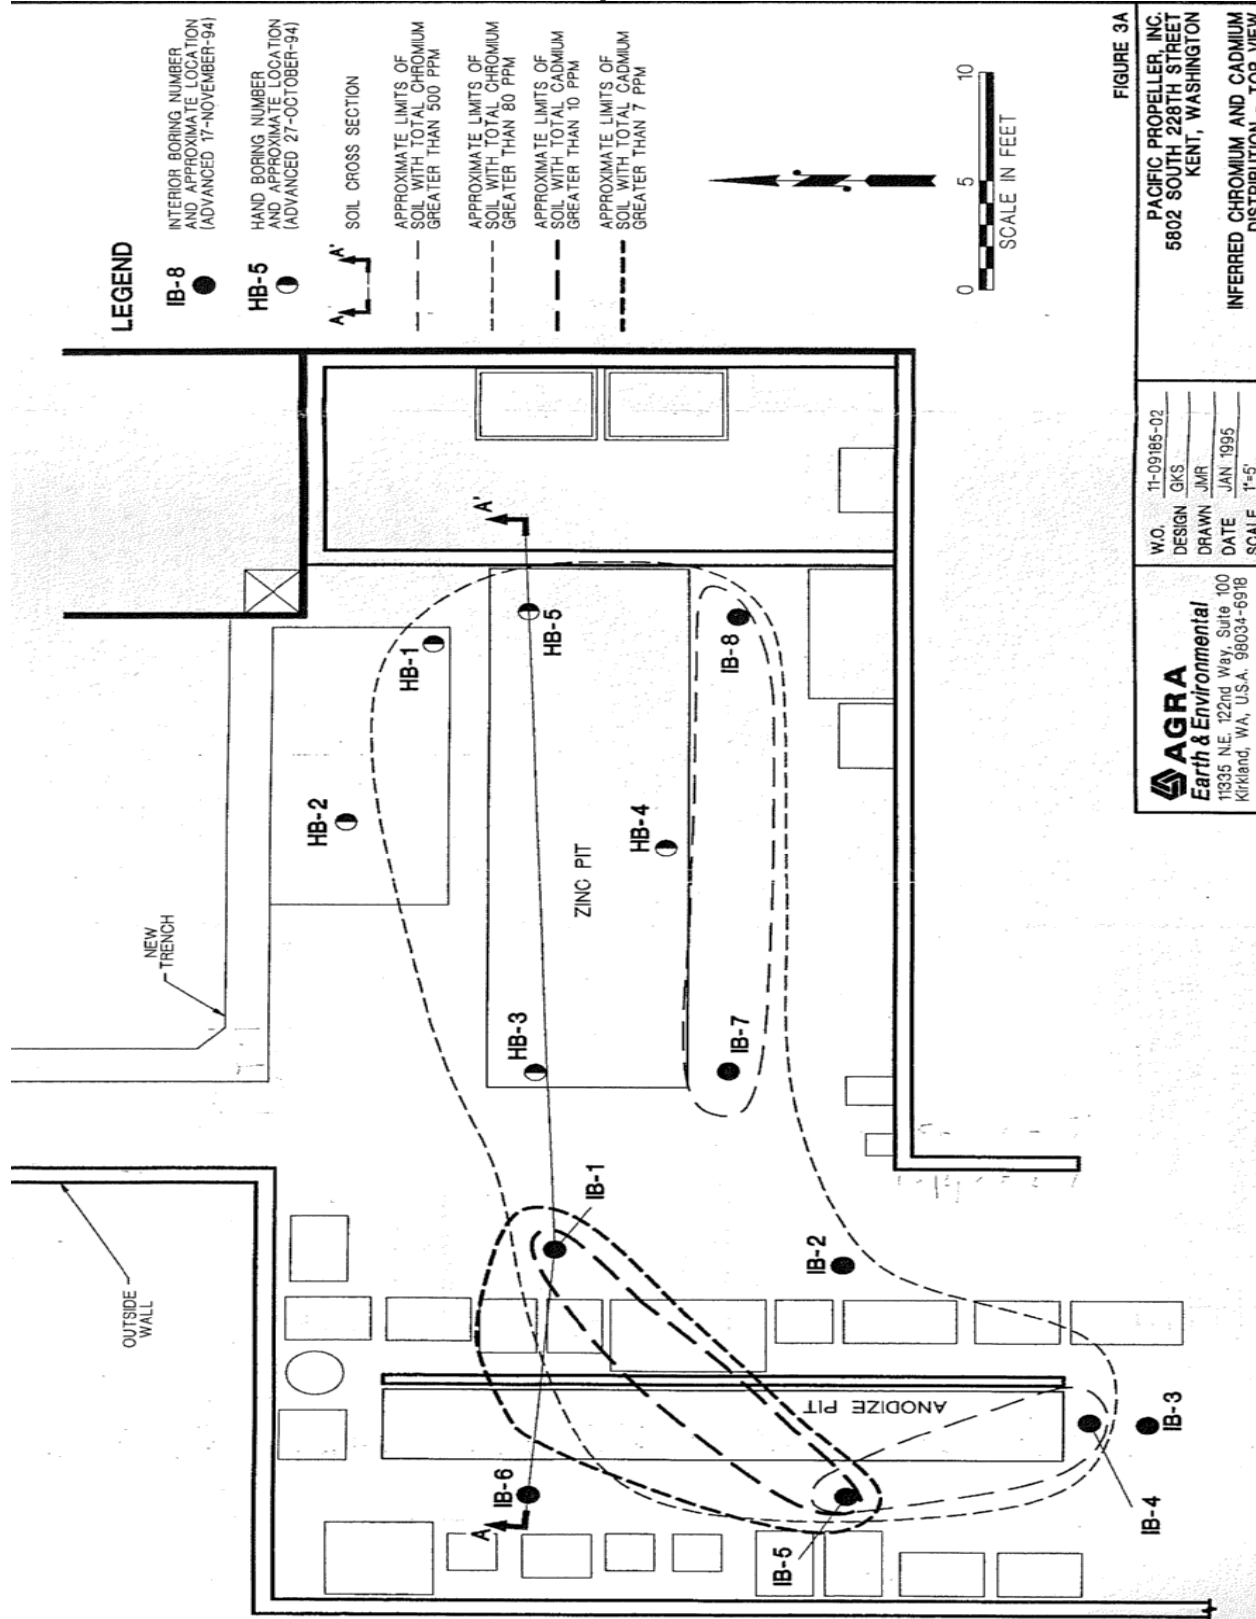 LEGEND
IB-8
INTERIOR BORING NUMBER
AND APPROXIMATE LOCATION
(ADVANCED 17-NOVEMBER-94)
HB-5
HAND BORING NUMBER
AND APPROXIMATE LOCATION
(ADVANCED 27-OCTOBER-94)
A A'
SOIL CROSS SECTION
APPROXIMATE LIMITS OF
SOIL WITH TOTAL CHROMIUM
GREATER THAN 500 PPM
APPROXIMATE LIMITS OF
SOIL WITH TOTAL CHROMIUM
GREATER THAN 80 PPM
APPROXIMATE LIMITS OF
SOIL WITH TOTAL CADMIUM
GREATER THAN 10 PPM
APPROXIMATE LIMITS OF
SOIL WITH TOTAL CADMIUM
GREATER THAN 7 PPM
0 5 10
SCALE IN FEET
OUTSIDE
WALL
NEW
TRENCH
HB-2
HB-1
A
IB-6
IB-1
HB-3
HB-5
A'
ZINC PIT
HB-4
IB-7
IB-8
ANODIZE PIT
IB-5
IB-2
IB-4
IB-3
FIGURE 3A
AGRA
Earth & Environmental
11335 N.E. 122nd Way, Suite 100
Kirkland, WA, U.S.A. 98034-6918
W.O. 11-09185-02
DESIGN GKS
DRAWN JMR
DATE JAN 1995
SCALE 1"=5'
PACIFIC PROPELLER, INC.
5802 SOUTH 228TH STREET
KENT, WASHINGTON
INFERRED CHROMIUM AND CADMIUM
DISTRIBUTION - TOP VIEW